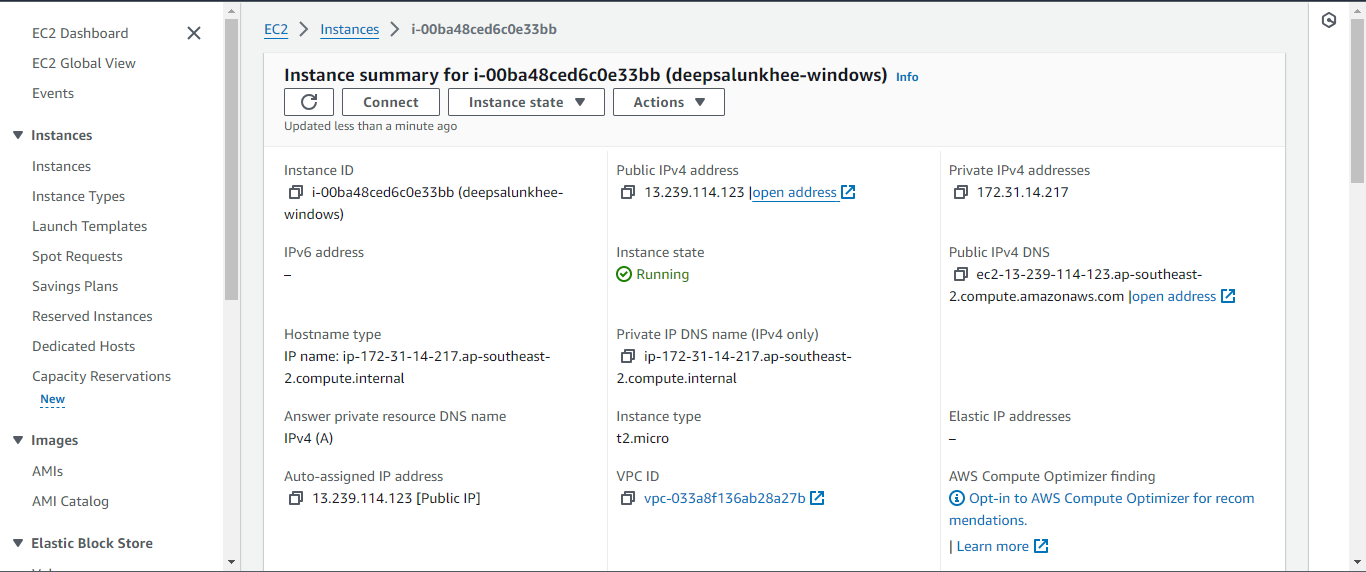 EC2 Dashboard
EC2 Global View
Events
Instances
Instances
Instance Types
Launch Templates
Spot Requests
Savings Plans
Reserved Instances
Dedicated Hosts
Capacity Reservations
New
Images
AMIs
AMI Catalog
Elastic Block Store
EC2 > Instances > i-00ba48ced6c0e33bb
Instance summary for i-00ba48ced6c0e33bb (deepsalunkhee-windows) Info
Connect Instance state Actions
Updated less than a minute ago
Instance ID
i-00ba48ced6c0e33bb (deepsalunkhee-
windows)
Public IPv4 address
13.239.114.123 |open address
Private IPv4 addresses
172.31.14.217
IPv6 address
–
Instance state
Running
Public IPv4 DNS
ec2-13-239-114-123.ap-southeast-
2.compute.amazonaws.com |open address
Hostname type
IP name: ip-172-31-14-217.ap-southeast-
2.compute.internal
Private IP DNS name (IPv4 only)
ip-172-31-14-217.ap-southeast-
2.compute.internal
Answer private resource DNS name
IPv4 (A)
Instance type
t2.micro
Elastic IP addresses
–
Auto-assigned IP address
13.239.114.123 [Public IP]
VPC ID
vpc-033a8f136ab28a27b
AWS Compute Optimizer finding
Opt-in to AWS Compute Optimizer for recom
mendations.
| Learn more